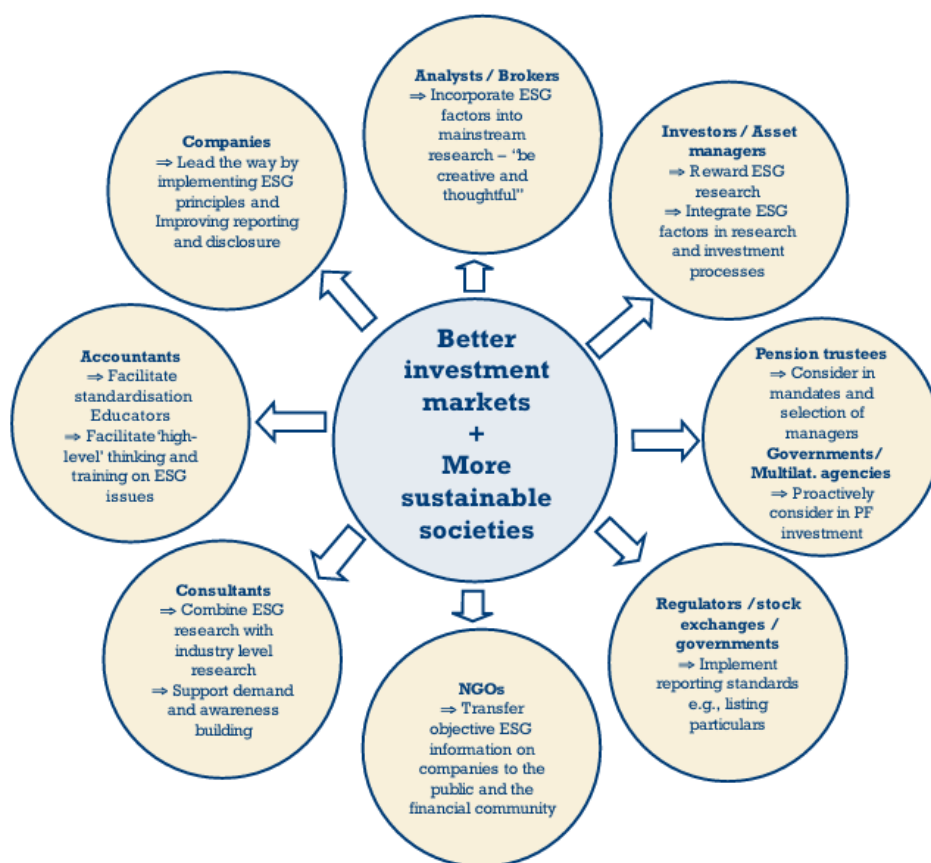 Analysts / Brokers
⇒ Incorporate ESG
factors into
mainstream
research – “be
creative and
thoughtful”
Investors / Asset
managers
⇒ Reward ESG
research
⇒ Integrate ESG
factors in research
and investment
processes
Pension trustees
⇒ Consider in
mandates and
selection of
managers
Governments/
Multilat. agencies
⇒ Proactively
consider in PF
investment
Regulators / stock
exchanges /
governments
⇒ Implement
reporting standards
e.g., listing
particulars
NGOs
⇒ Transfer
objective ESG
information on
companies to the
public and the
financial community
Consultants
⇒ Combine ESG
research with
industry level
research
⇒ Support demand
and awareness
building
Accountants
⇒ Facilitate
standardisation
Educators
⇒ Facilitate ‘high-
level’ thinking and
training on ESG
issues
Companies
⇒ Lead the way by
implementing ESG
principles and
Improving reporting
and disclosure
Better
investment
markets
+
More
sustainable
societies